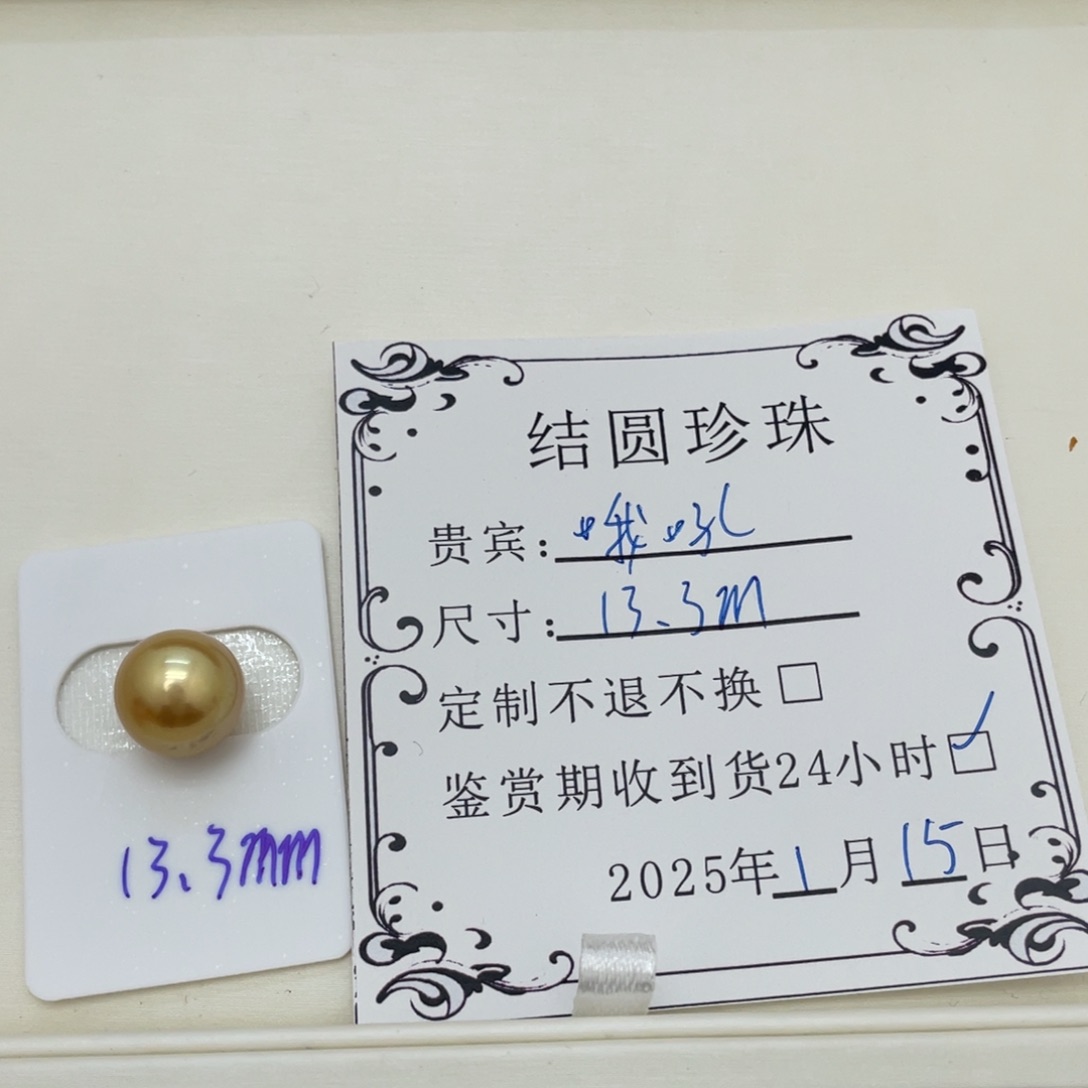 结圆珍珠
贵宾：哦吼
尺寸：13.3m
定制不退不换□
鉴赏期收到货24小时☑
2025年1月15日
13.3mm